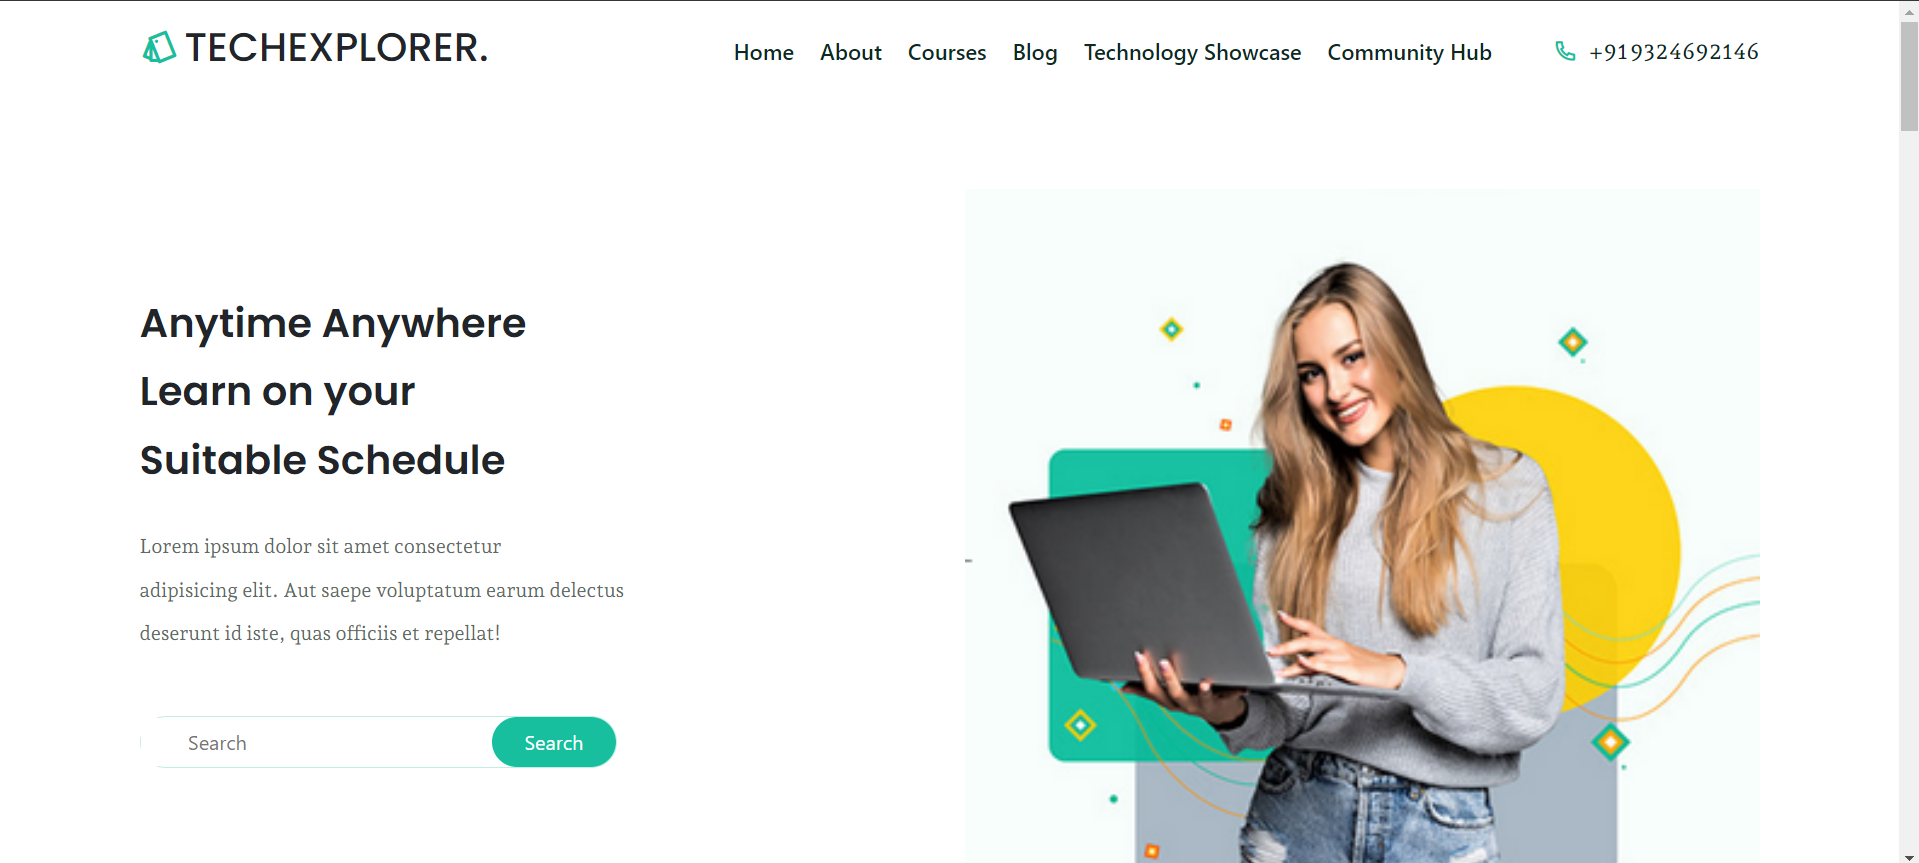 TECHEXPLORER.
Home About Courses Blog Technology Showcase Community Hub +919324692146
Anytime Anywhere
Learn on your
Suitable Schedule
Lorem ipsum dolor sit amet consectetur
adipisicing elit. Aut saepe voluptatum earum delectus
deserunt id iste, quas officiis et repellat!
Search Search